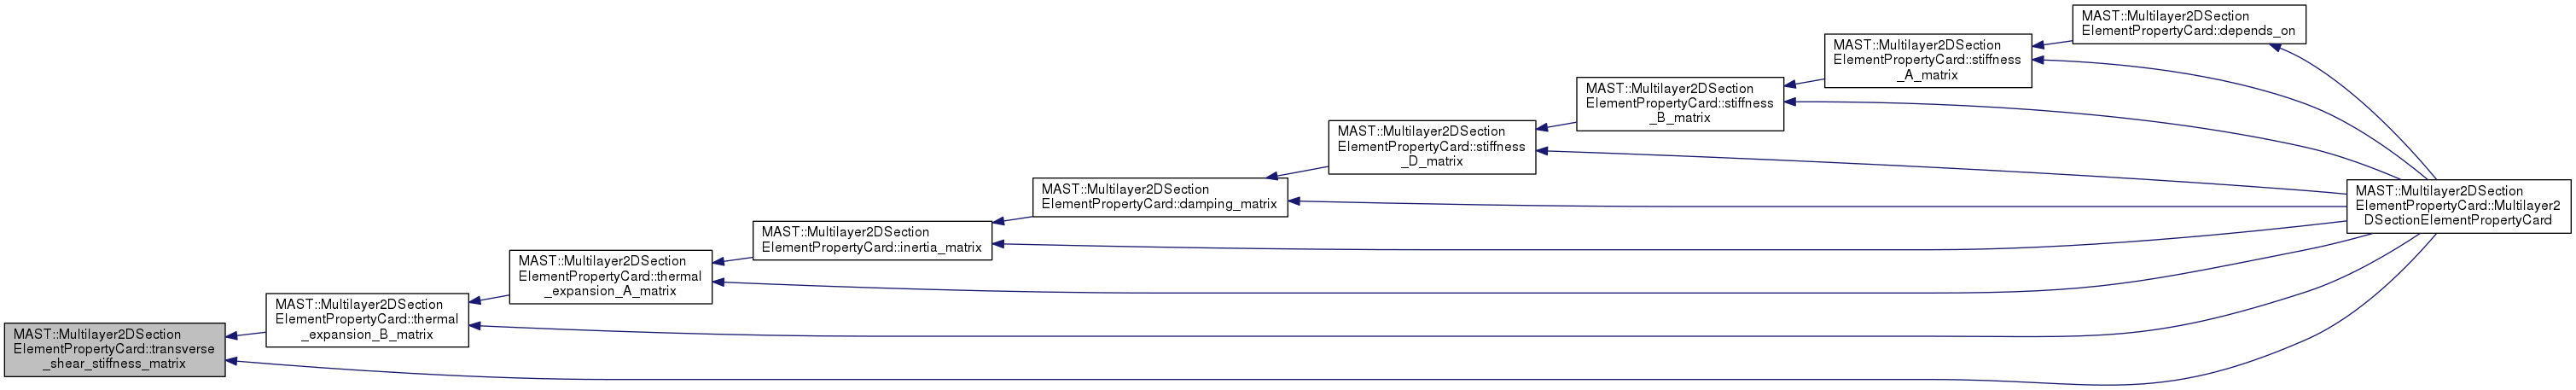 MAST::Multilayer2DSection
ElementPropertyCard::transverse
_shear_stiffness_matrix
MAST::Multilayer2DSection
ElementPropertyCard::thermal
_expansion_B_matrix
MAST::Multilayer2DSection
ElementPropertyCard::thermal
_expansion_A_matrix
MAST::Multilayer2DSection
ElementPropertyCard::inertia_matrix
MAST::Multilayer2DSection
ElementPropertyCard::damping_matrix
MAST::Multilayer2DSection
ElementPropertyCard::stiffness
_D_matrix
MAST::Multilayer2DSection
ElementPropertyCard::stiffness
_B_matrix
MAST::Multilayer2DSection
ElementPropertyCard::stiffness
_A_matrix
MAST::Multilayer2DSection
ElementPropertyCard::depends_on
MAST::Multilayer2DSection
ElementPropertyCard::Multilayer2
DSectionElementPropertyCard